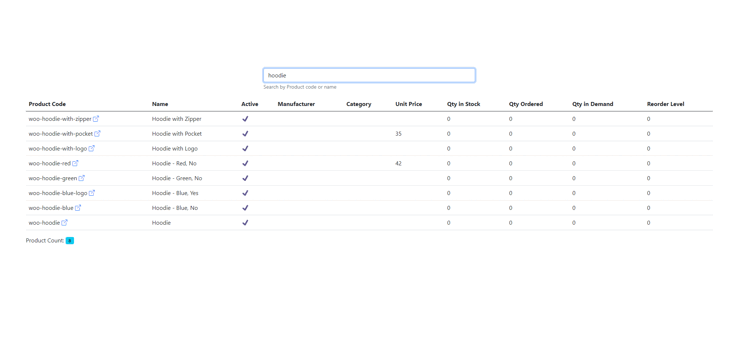 hoodie
Search by Product code or name
Product Code Name Active Manufacturer Category Unit Price Qty in Stock Qty Ordered Qty in Demand Reorder Level
woo-hoodie-with-zipper Hoodie with Zipper 0 0 0 0
woo-hoodie-with-pocket Hoodie with Pocket 35 0 0 0 0
woo-hoodie-with-logo Hoodie with Logo 0 0 0 0
woo-hoodie-red Hoodie - Red, No 42 0 0 0 0
woo-hoodie-green Hoodie - Green, No 0 0 0 0
woo-hoodie-blue-logo Hoodie - Blue, Yes 0 0 0 0
woo-hoodie-blue Hoodie - Blue, No 0 0 0 0
woo-hoodie Hoodie 0 0 0 0
Product Count: